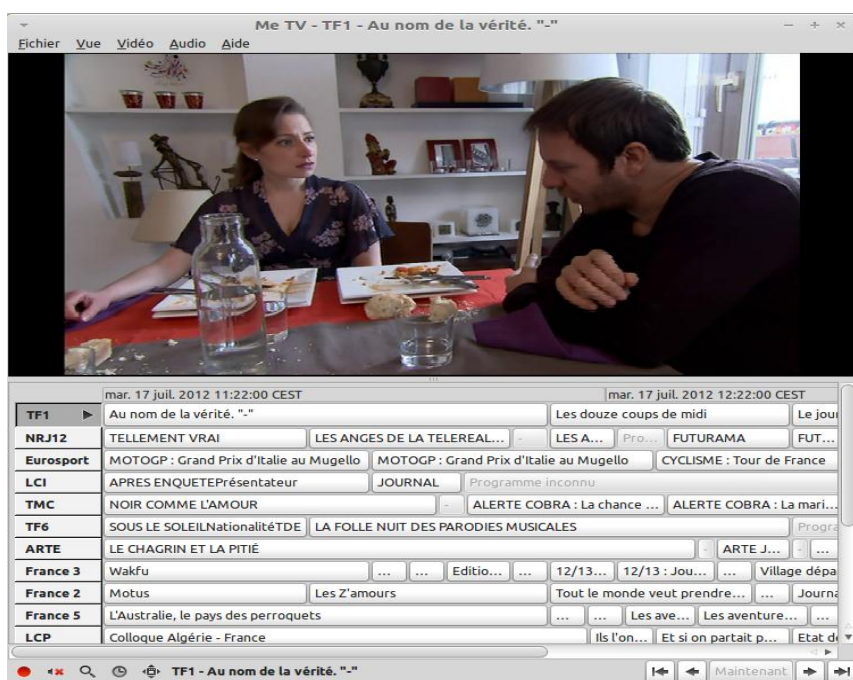 Me TV - TF1 - Au nom de la vérité. "-"
Fichier Vue Vidéo Audio Aide
mar. 17 juil. 2012 11:22:00 CEST mar. 17 juil. 2012 12:22:00 CEST
TF1 Au nom de la vérité. "-" Les douze coups de midi Le jour
NRJ12 TELLEMENT VRAI LES ANGES DE LA TELEREAL... - LES A... Pro... FUTURAMA FUT...
Eurosport MOTOGP : Grand Prix d'Italie au Mugello MOTOGP : Grand Prix d'Italie au Mugello CYCLISME : Tour de France
LCI APRES ENQUETEPrésentateur JOURNAL Programme inconnu
TMC NOIR COMME L'AMOUR - ALERTE COBRA : La chance ... ALERTE COBRA : La mari...
TF6 SOUS LE SOLEILNationalitéTDE LA FOLLE NUIT DES PARODIES MUSICALES Progra
ARTE LE CHAGRIN ET LA PITIÉ - ARTE J... - ...
France 3 Wakfu ... ... Editio... ... 12/13... 12/13 : Jou... ... Village dépa
France 2 Motus Les Z'amours Tout le monde veut prendre... ... Journa
France 5 L'Australie, le pays des perroquets ... ... Les ave... Les aventure... ...
LCP Colloque Algérie - France Ils l'on... Et si on partait p... Etat de
TF1 - Au nom de la vérité. "-" Maintenant